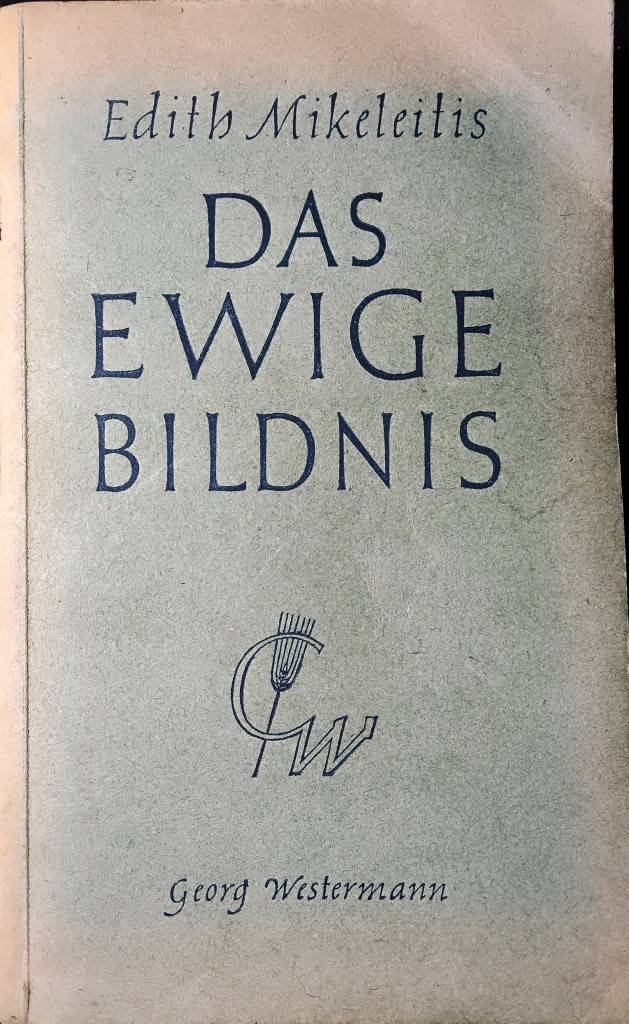 Edith Mikeleitis
DAS
EWIGE
BILDNIS
GW
Georg Westermann